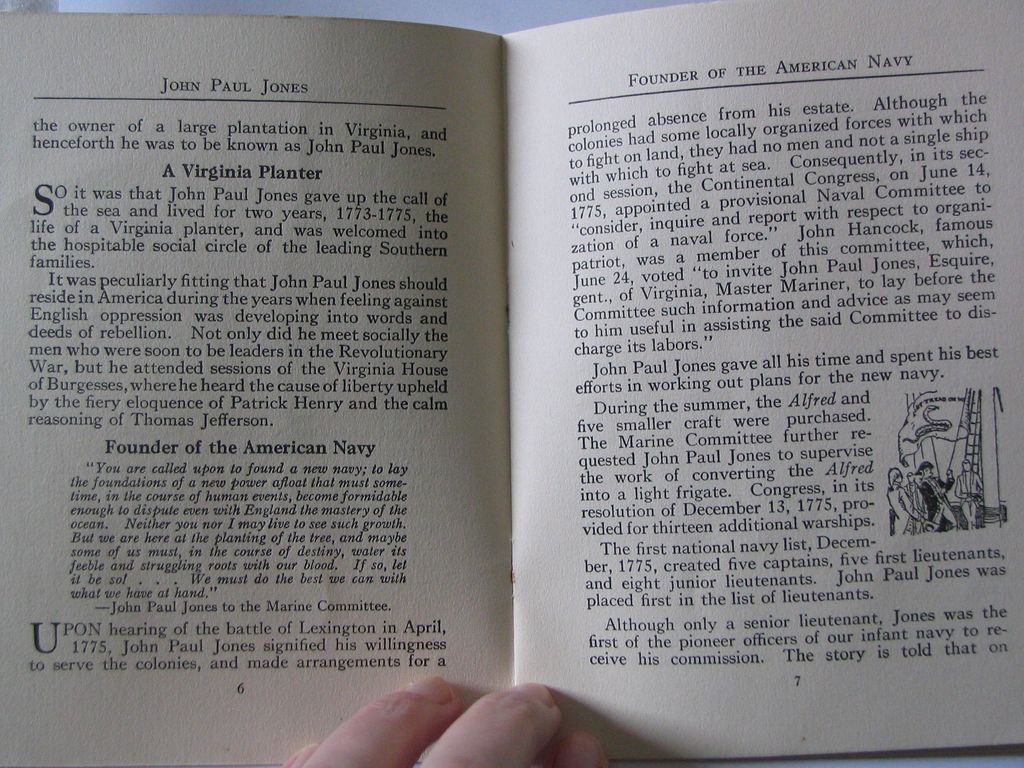 JOHN PAUL JONES
the owner of a large plantation in Virginia, and
henceforth he was to be known as John Paul Jones.
A Virginia Planter
SO it was that John Paul Jones gave up the call of
the sea and lived for two years, 1773-1775, the
life of a Virginia planter, and was welcomed into
the hospitable social circle of the leading Southern
families.
It was peculiarly fitting that John Paul Jones should
reside in America during the years when feeling against
English oppression was developing into words and
deeds of rebellion. Not only did he meet socially the
men who were soon to be leaders in the Revolutionary
War, but he attended sessions of the Virginia House
of Burgesses, where he heard the cause of liberty upheld
by the fiery eloquence of Patrick Henry and the calm
reasoning of Thomas Jefferson.
Founder of the American Navy
"You are called upon to found a new navy; to lay
the foundations of a new power afloat that must some-
time, in the course of human events, become formidable
enough to dispute even with England the mastery of the
ocean. Neither you nor I may live to see such growth.
But we are here at the planting of the tree, and maybe
some of us must, in the course of destiny, water its
feeble and struggling roots with our blood. If so, let
it be so! . . . We must do the best we can with
what we have at hand."
—John Paul Jones to the Marine Committee.
UPON hearing of the battle of Lexington in April,
1775, John Paul Jones signified his willingness
to serve the colonies, and made arrangements for a
6
FOUNDER OF THE AMERICAN NAVY
prolonged absence from his estate. Although the
colonies had some locally organized forces with which
to fight on land, they had no men and not a single ship
with which to fight at sea. Consequently, in its sec-
ond session, the Continental Congress, on June 14,
1775, appointed a provisional Naval Committee to
"consider, inquire and report with respect to organi-
zation of a naval force." John Hancock, famous
patriot, was a member of this committee, which,
June 24, voted "to invite John Paul Jones, Esquire,
gent., of Virginia, Master Mariner, to lay before the
Committee such information and advice as may seem
to him useful in assisting the said Committee to dis-
charge its labors."
John Paul Jones gave all his time and spent his best
efforts in working out plans for the new navy.
During the summer, the Alfred and
five smaller craft were purchased.
The Marine Committee further re-
quested John Paul Jones to supervise
the work of converting the Alfred
into a light frigate. Congress, in its
resolution of December 13, 1775, pro-
vided for thirteen additional warships.
The first national navy list, Decem-
ber, 1775, created five captains, five first lieutenants,
and eight junior lieutenants. John Paul Jones was
placed first in the list of lieutenants.
Although only a senior lieutenant, Jones was the
first of the pioneer officers of our infant navy to re-
ceive his commission. The story is told that on
7